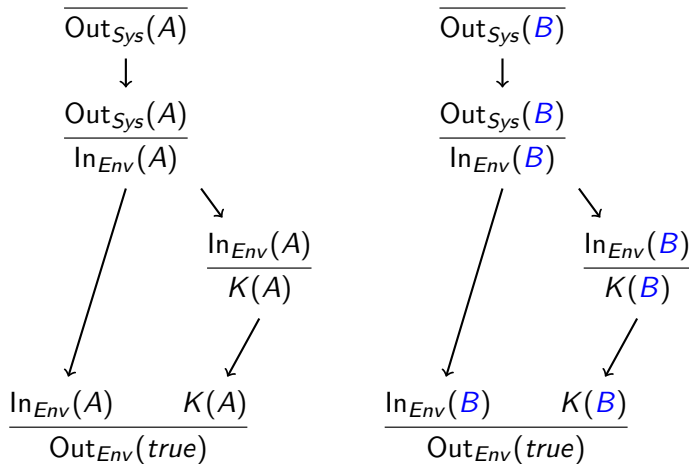 Out_Sys(A) Out_Sys(B)
Out_Sys(A) Out_Sys(B)
In_Env(A) In_Env(B)
In_Env(A) In_Env(B)
K(A) K(B)
In_Env(A) K(A) In_Env(B) K(B)
Out_Env(true) Out_Env(true)